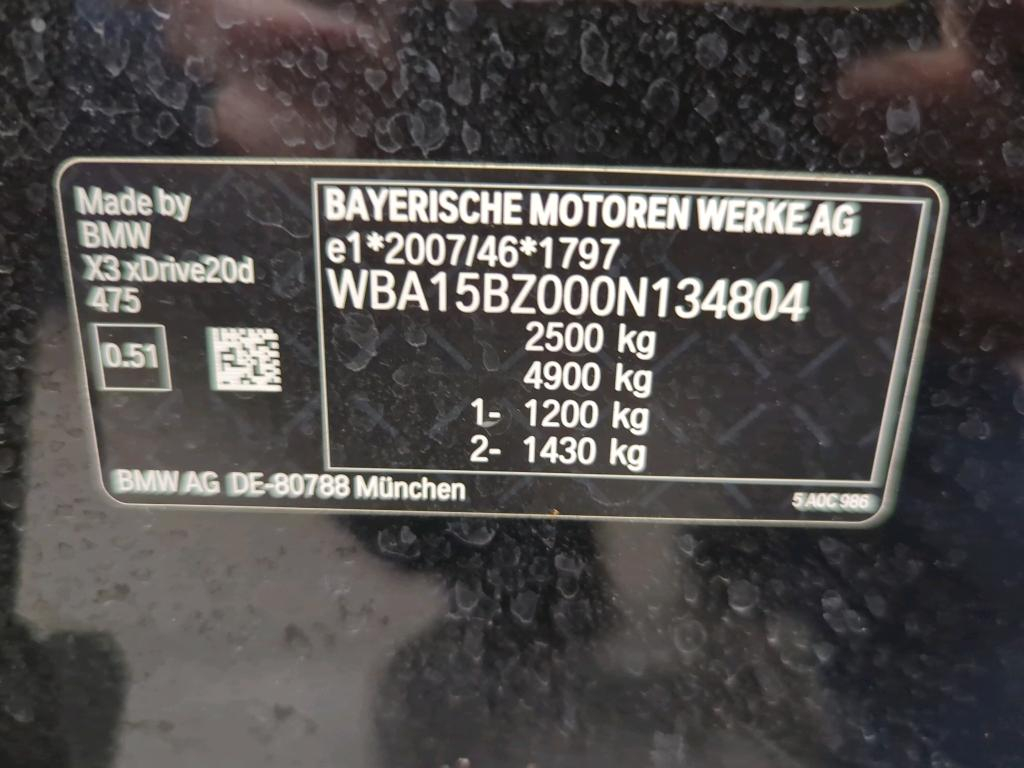 Made by
BMW
X3 xDrive20d
475
0.51
BAYERISCHE MOTOREN WERKE AG
e1*2007/46*1797
WBA15BZ000N134804
2500 kg
4900 kg
1- 1200 kg
2- 1430 kg
BMW AG DE-80788 München
5 A0C 986